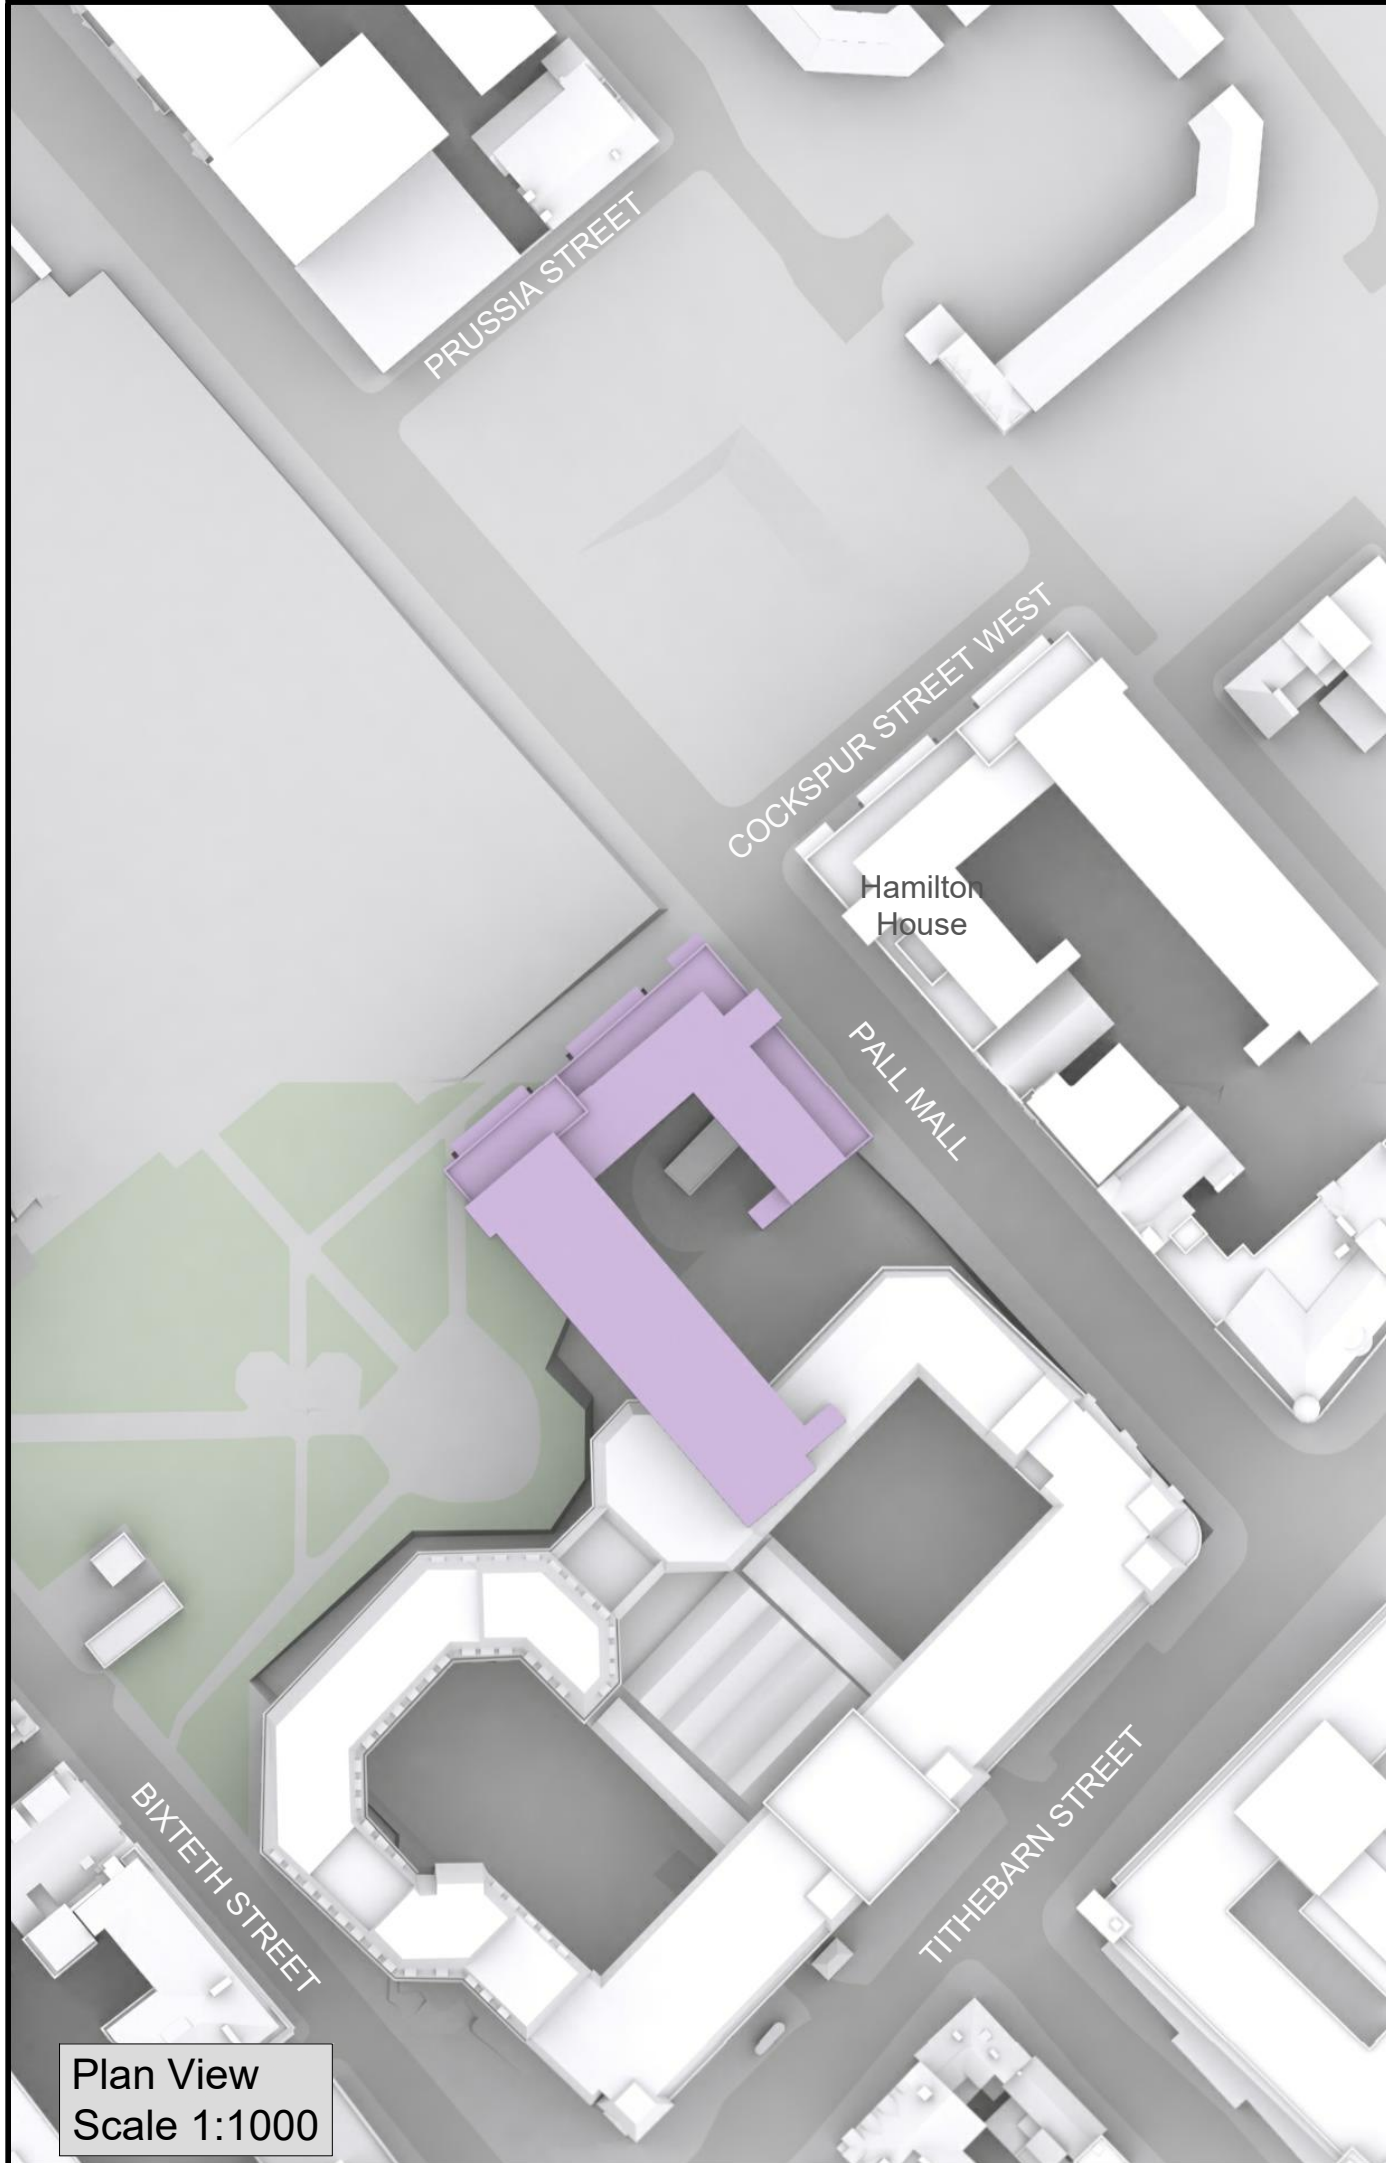 PRUSSIA STREET
COCKSPUR STREET WEST
Hamilton
House
PALL MALL
TITHEBARN STREET
BIXTETH STREET
Plan View
Scale 1:1000